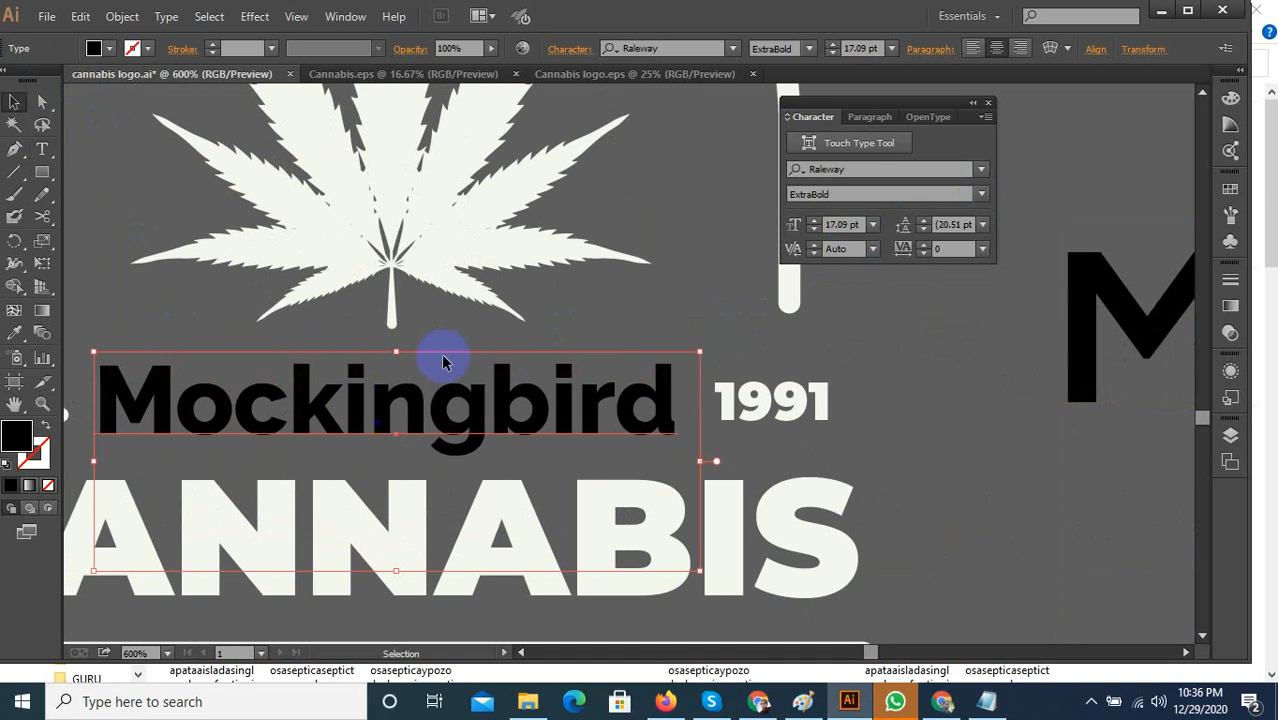 Ai File Edit Object Type Select Effect View Window Help Br Essentials
Type Stroke: Opacity: 100% Character: Raleway ExtraBold 17.09 pt Paragraph: Align Transform
cannabis logo.ai* @ 600% (RGB/Preview) Cannabis.eps @ 16.67% (RGB/Preview) Cannabis logo.eps @ 25% (RGB/Preview)
Character Paragraph OpenType
Touch Type Tool
Raleway
ExtraBold
17.09 pt (20.51 pt
Auto 0
M
Mockingbird 1991
ANNABIS
600% 1 Selection
GURU apataaisladasingl osasepticaseptict osasepticaypozo osasepticaypozo apataaisladasingl osasepticaseptict
Type here to search
Ai
10:36 PM
12/29/2020
2